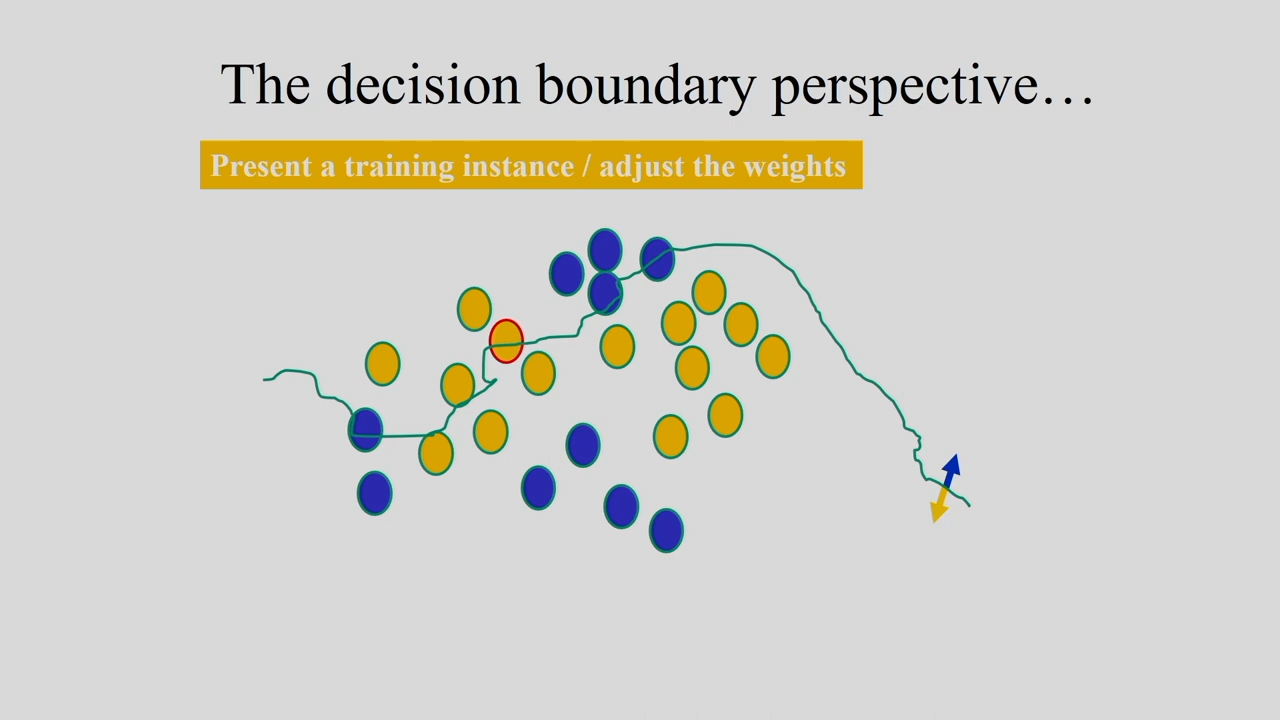 The decision boundary perspective…
Present a training instance / adjust the weights